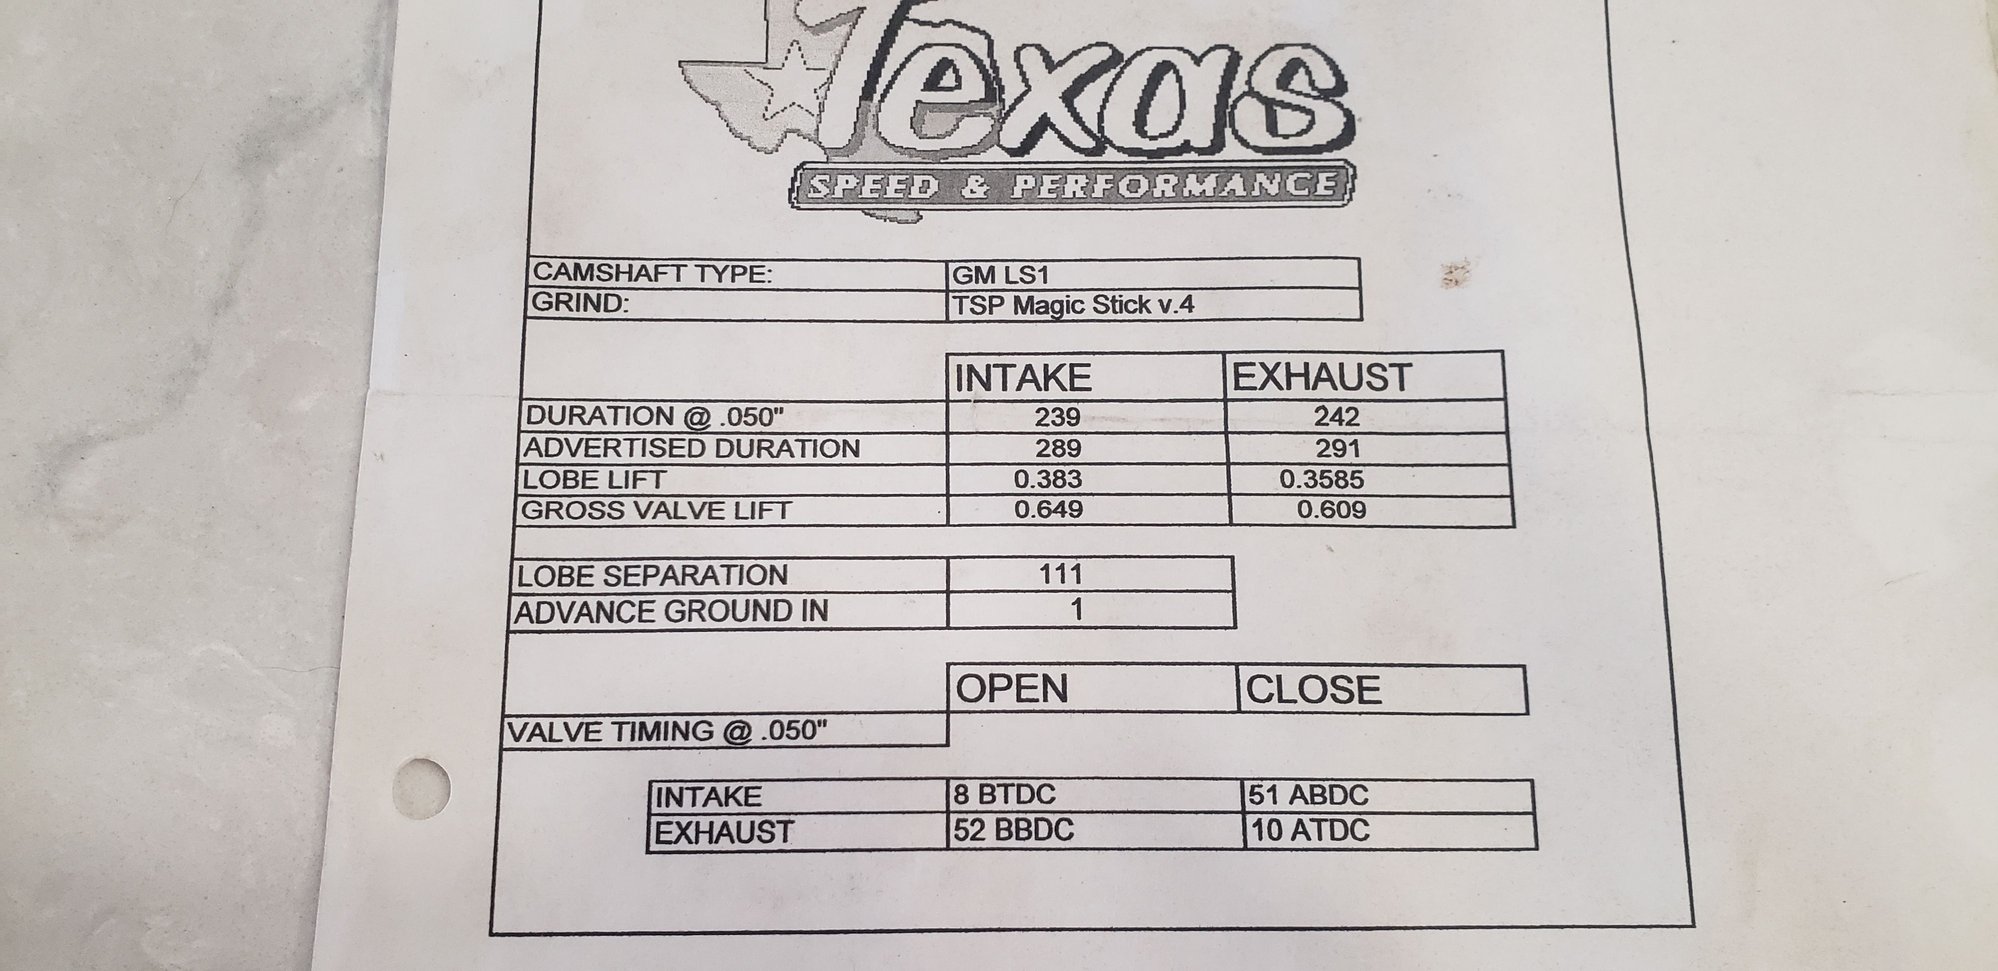 Texas
SPEED & PERFORMANCE
CAMSHAFT TYPE: GM LS1
GRIND: TSP Magic Stick v.4
INTAKE EXHAUST
DURATION @ .050" 239 242
ADVERTISED DURATION 289 291
LOBE LIFT 0.383 0.3585
GROSS VALVE LIFT 0.649 0.609
LOBE SEPARATION 111
ADVANCE GROUND IN 1
OPEN CLOSE
VALVE TIMING @ .050"
INTAKE 8 BTDC 51 ABDC
EXHAUST 52 BBDC 10 ATDC